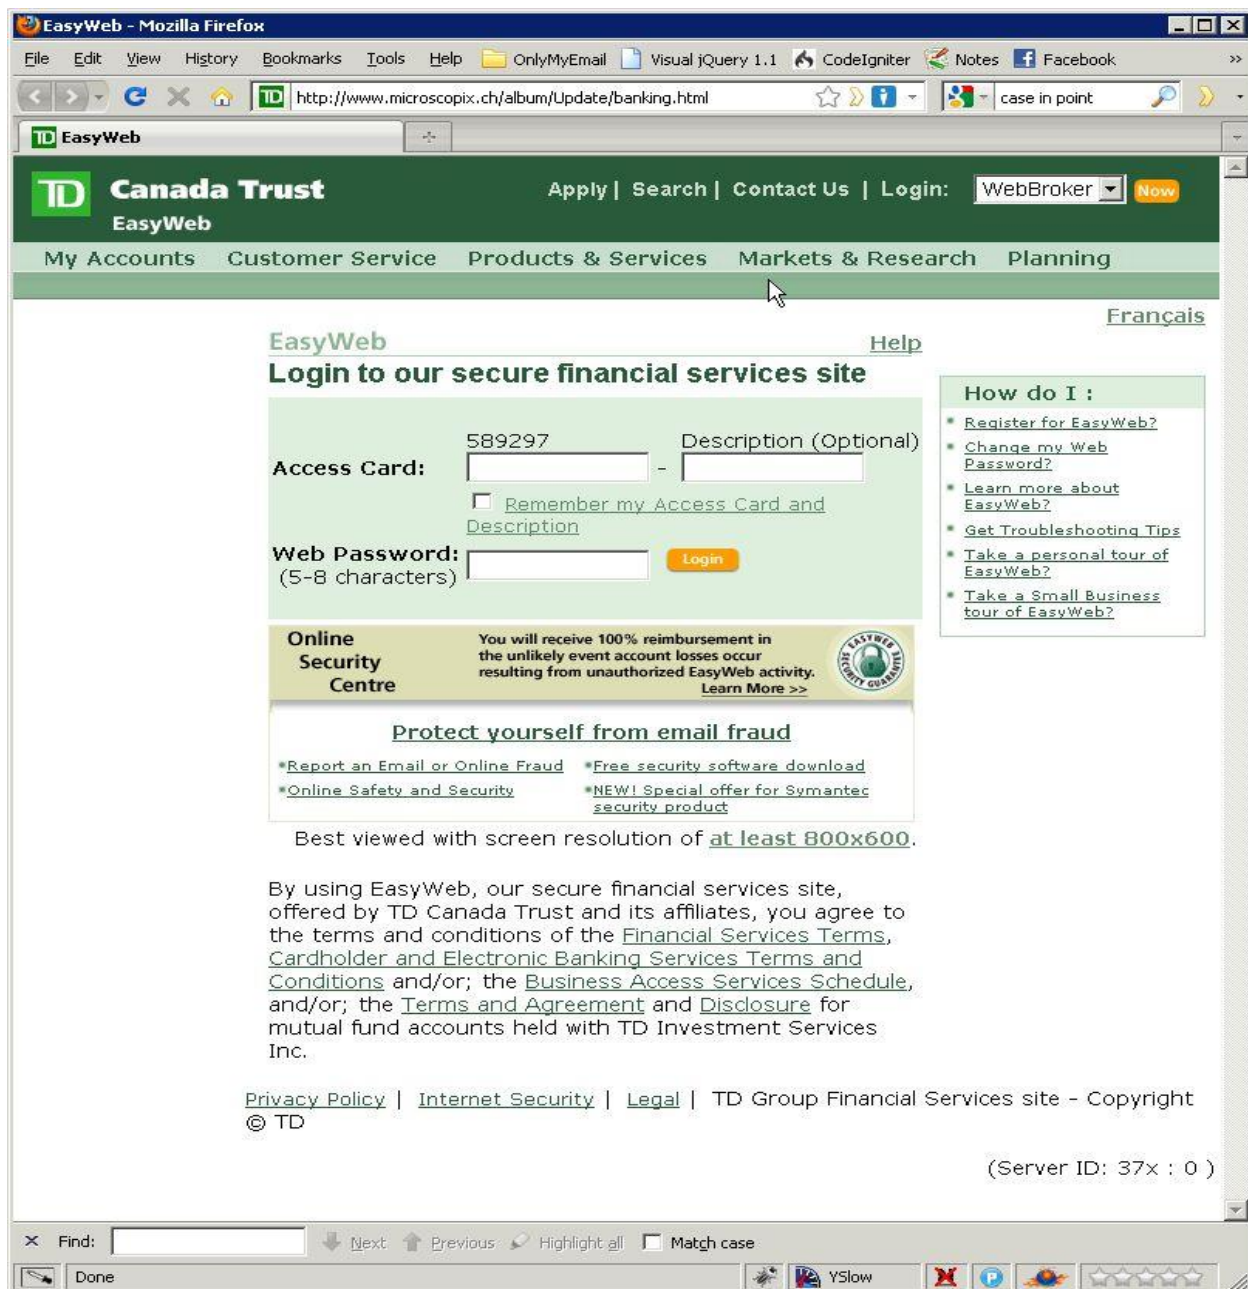 EasyWeb - Mozilla Firefox
File Edit View History Bookmarks Tools Help OnlyMyEmail Visual jQuery 1.1 CodeIgniter Notes Facebook »
http://www.microscopix.ch/album/Update/banking.html case in point
EasyWeb
TD Canada Trust Apply | Search | Contact Us | Login: WebBroker Now
EasyWeb
My Accounts Customer Service Products & Services Markets & Research Planning
Français
EasyWeb Help
Login to our secure financial services site
589297 Description (Optional)
Access Card: -
Remember my Access Card and
Description
Web Password: Login
(5-8 characters)
How do I :
Register for EasyWeb?
Change my Web
Password?
Learn more about
EasyWeb?
Get Troubleshooting Tips
Take a personal tour of
EasyWeb?
Take a Small Business
tour of EasyWeb?
Online
Security
Centre
You will receive 100% reimbursement in
the unlikely event account losses occur
resulting from unauthorized EasyWeb activity.
Learn More >>
EASYWEB SECURITY GUARANTEE
Protect yourself from email fraud
Report an Email or Online Fraud Free security software download
Online Safety and Security NEW! Special offer for Symantec
security product
Best viewed with screen resolution of at least 800x600.
By using EasyWeb, our secure financial services site,
offered by TD Canada Trust and its affiliates, you agree to
the terms and conditions of the Financial Services Terms,
Cardholder and Electronic Banking Services Terms and
Conditions and/or; the Business Access Services Schedule,
and/or; the Terms and Agreement and Disclosure for
mutual fund accounts held with TD Investment Services
Inc.
Privacy Policy | Internet Security | Legal | TD Group Financial Services site - Copyright
© TD
(Server ID: 37x : 0 )
× Find: Next Previous Highlight all Match case
Done YSlow